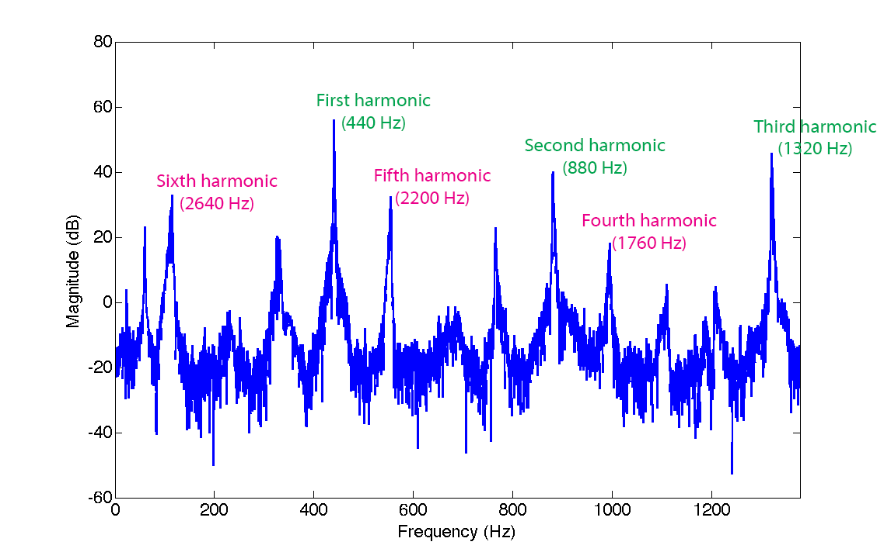 80
60
40
20
0
-20
-40
-60
Magnitude (dB)
First harmonic
(440 Hz)
Third harmonic
(1320 Hz)
Second harmonic
(880 Hz)
Sixth harmonic
(2640 Hz)
Fifth harmonic
(2200 Hz)
Fourth harmonic
(1760 Hz)
0 200 400 600 800 1000 1200
Frequency (Hz)